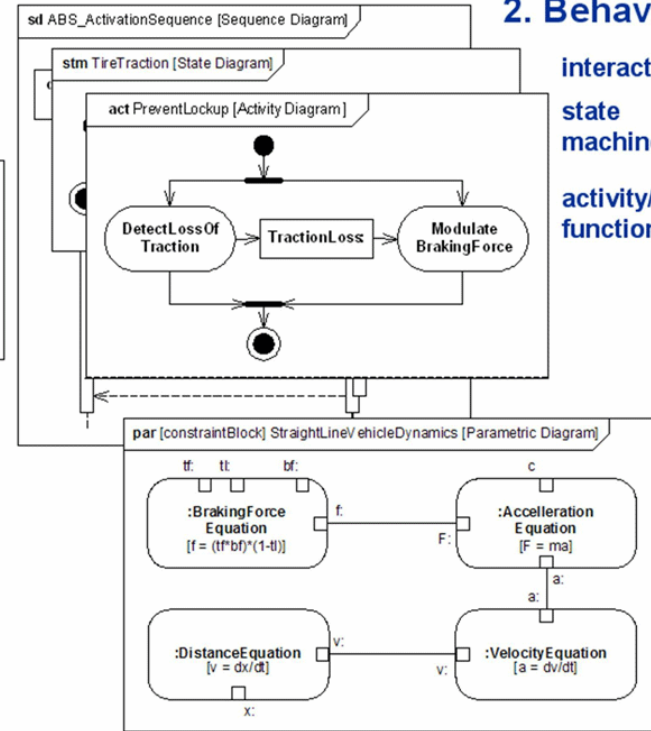 2. Behav
sd ABS_ActivationSequence [Sequence Diagram]
interact
stm TireTraction [State Diagram]
state
machin
act PreventLockup [Activity Diagram]
activity/
function
DetectLossOf
Traction
TractionLoss:
Modulate
BrakingForce
par [constraintBlock] StraightLineVehicleDynamics [Parametric Diagram]
tf:
tl:
bf:
c
:BrakingForce
Equation
[f = (tf*bf)*(1-tl)]
f:
F:
:Accelleration
Equation
[F = ma]
a:
a:
:DistanceEquation
[v = dx/dt]
v:
v:
:VelocityEquation
[a = dv/dt]
x: